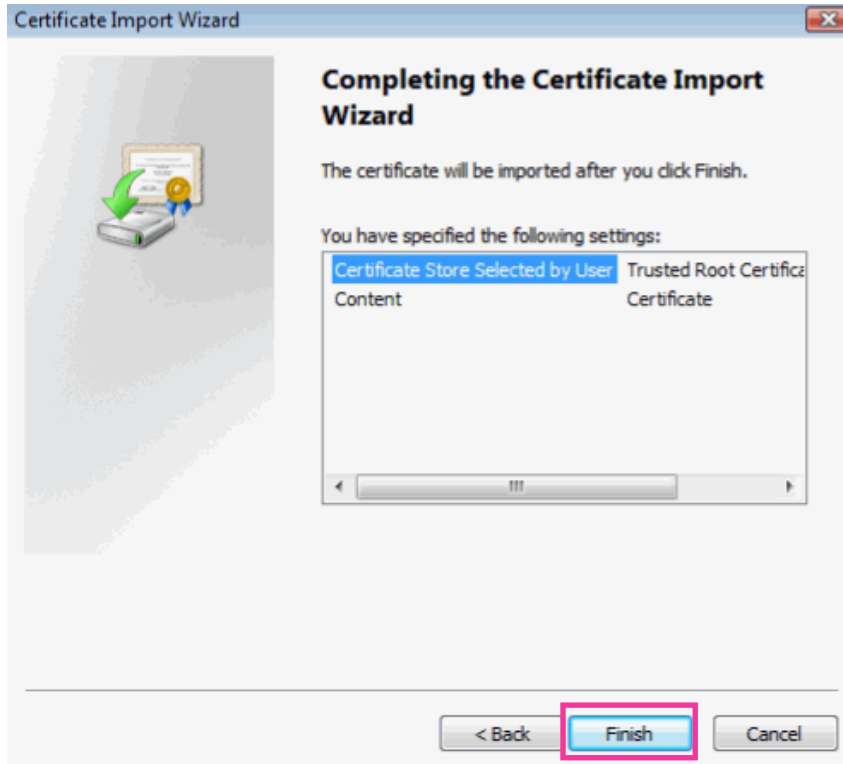 Certificate Import Wizard
Completing the Certificate Import
Wizard
The certificate will be imported after you click Finish.
You have specified the following settings:
Certificate Store Selected by User Trusted Root Certifica
Content Certificate
< Back Finish Cancel